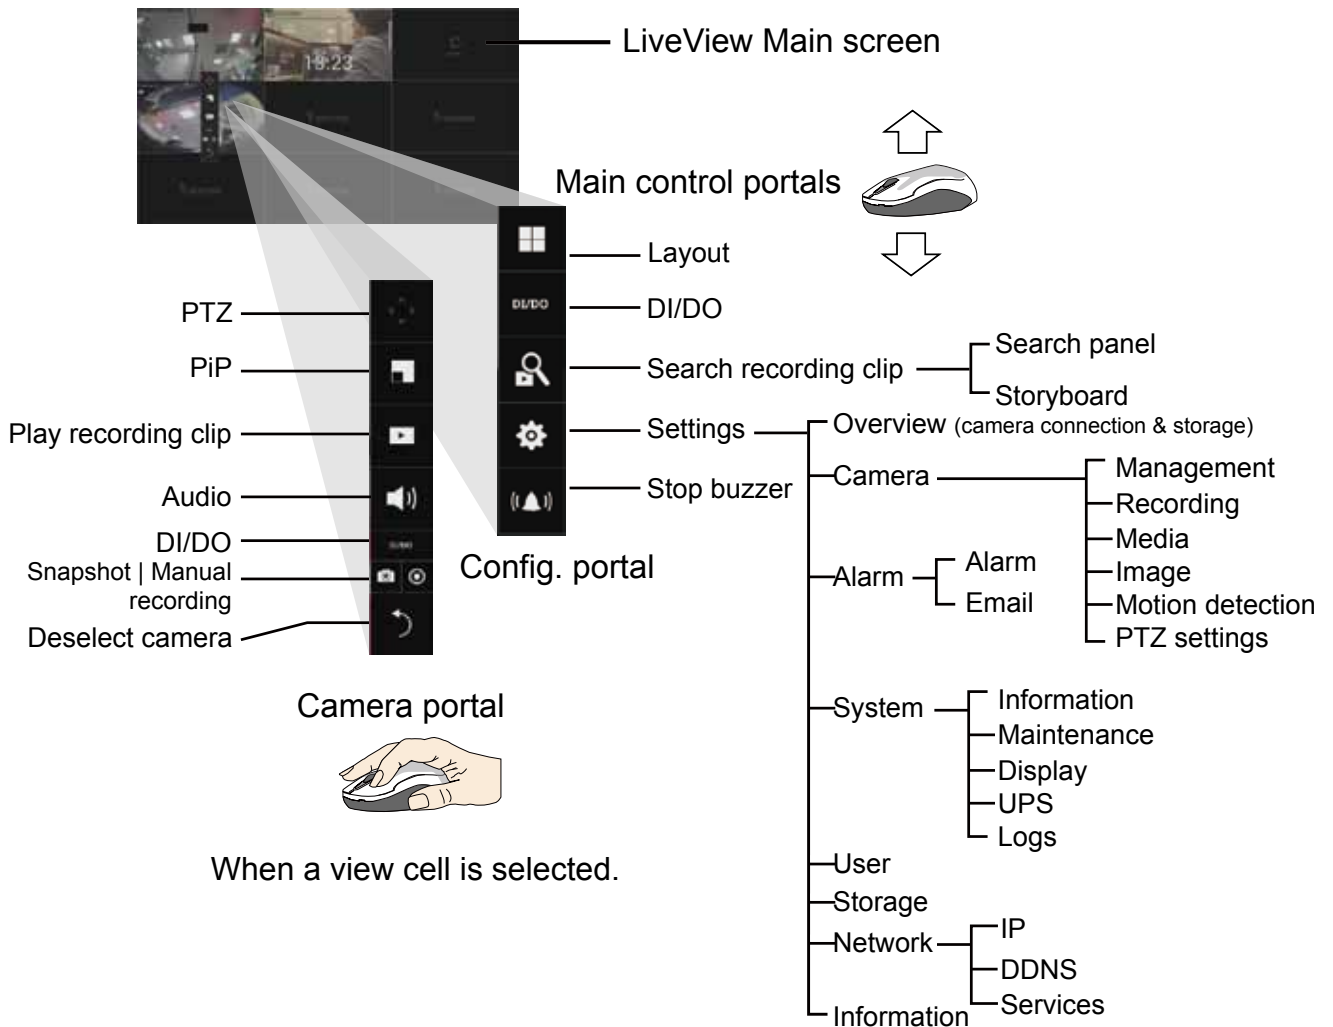 LiveView Main screen
13:23
Main control portals
Layout
DI/DO
DI/DO
Search recording clip
Search panel
Storyboard
Settings
Stop buzzer
Config. portal
PTZ
PiP
Play recording clip
Audio
DI/DO
Snapshot | Manual
recording
Deselect camera
Camera portal
When a view cell is selected.
Overview (camera connection & storage)
Camera
Management
Recording
Media
Image
Motion detection
PTZ settings
Alarm
Alarm
Email
System
Information
Maintenance
Display
UPS
Logs
User
Storage
Network
IP
DDNS
Services
Information